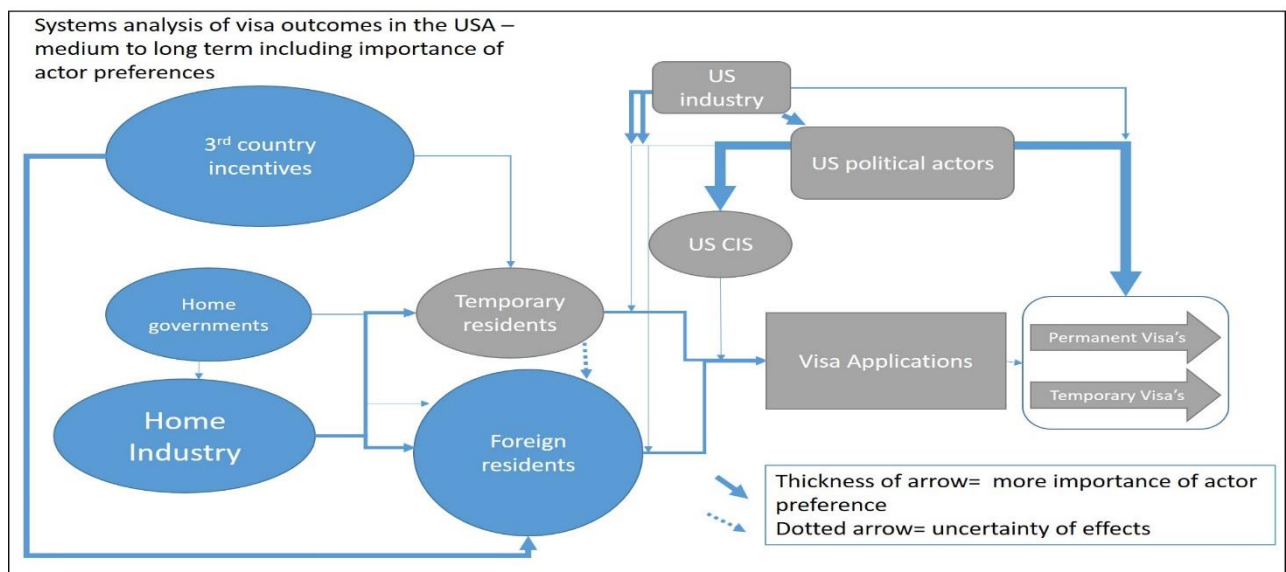 Systems analysis of visa outcomes in the USA –
medium to long term including importance of
actor preferences
US
industry
3rd country
incentives
US political actors
US CIS
Home
governments
Temporary
residents
Visa Applications
Permanent Visa's
Temporary Visa's
Home
Industry
Foreign
residents
Thickness of arrow= more importance of actor
preference
Dotted arrow= uncertainty of effects